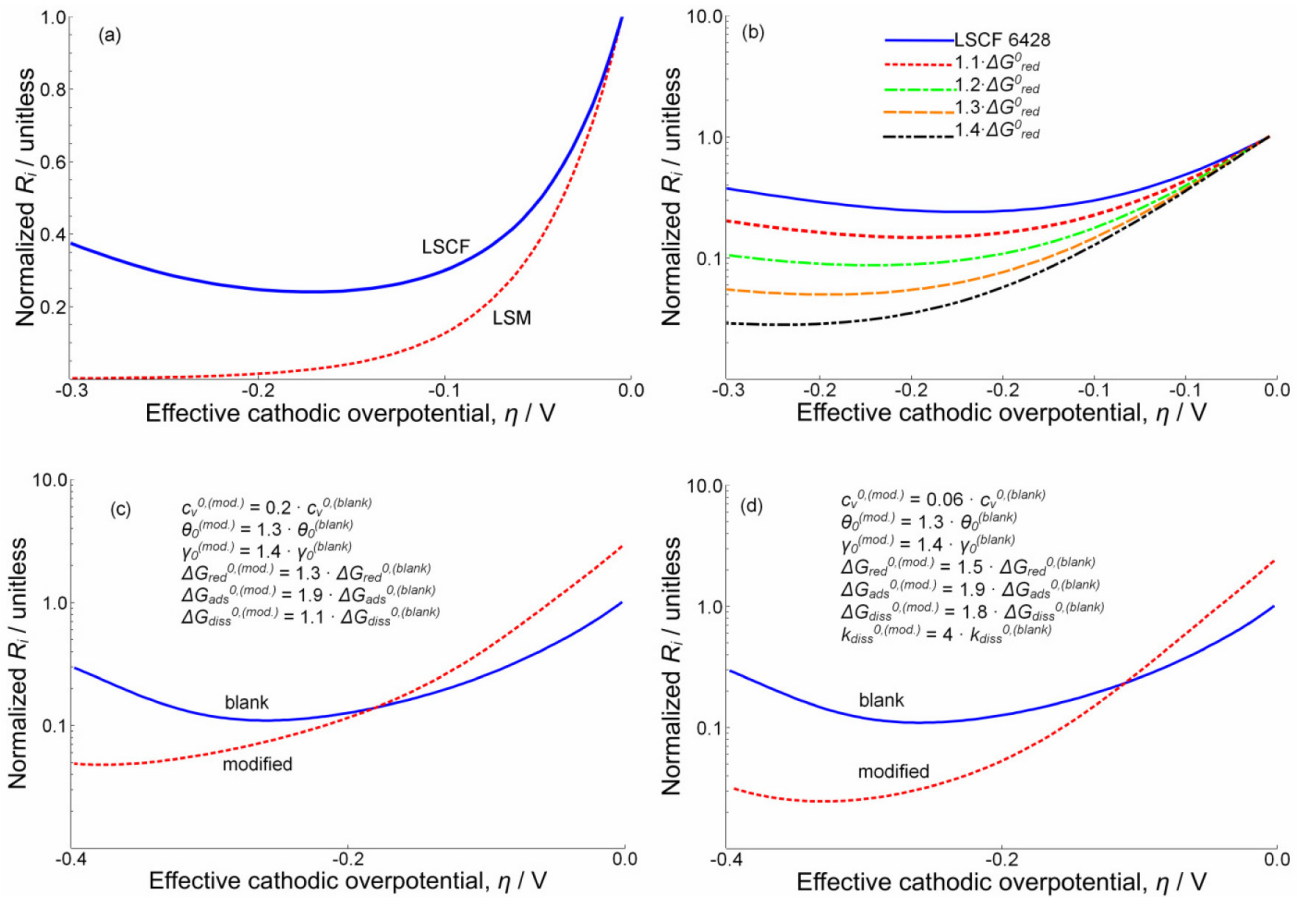 (a)
1.0
0.8
0.6
0.4
0.2
Normalized R_i / unitless
LSCF
LSM
-0.3
-0.2
-0.1
0.0
Effective cathodic overpotential, η / V
(b)
10.0
1.0
0.1
Normalized R_i / unitless
LSCF 6428
1.1·ΔG⁰_red
1.2·ΔG⁰_red
1.3·ΔG⁰_red
1.4·ΔG⁰_red
-0.3
-0.2
-0.2
-0.1
-0.1
0.0
Effective cathodic overpotential, η / V
(c)
10.0
1.0
0.1
Normalized R_i / unitless
c_v^0,(mod.) = 0.2 · c_v^0,(blank)
θ_0^(mod.) = 1.3 · θ_0^(blank)
γ_0^(mod.) = 1.4 · γ_0^(blank)
ΔG_red^0,(mod.) = 1.3 · ΔG_red^0,(blank)
ΔG_ads^0,(mod.) = 1.9 · ΔG_ads^0,(blank)
ΔG_diss^0,(mod.) = 1.1 · ΔG_diss^0,(blank)
blank
modified
-0.4
-0.2
0.0
Effective cathodic overpotential, η / V
(d)
10.0
1.0
0.1
Normalized R_i / unitless
c_v^0,(mod.) = 0.06 · c_v^0,(blank)
θ_0^(mod.) = 1.3 · θ_0^(blank)
γ_0^(mod.) = 1.4 · γ_0^(blank)
ΔG_red^0,(mod.) = 1.5 · ΔG_red^0,(blank)
ΔG_ads^0,(mod.) = 1.9 · ΔG_ads^0,(blank)
ΔG_diss^0,(mod.) = 1.8 · ΔG_diss^0,(blank)
k_diss^0,(mod.) = 4 · k_diss^0,(blank)
blank
modified
-0.4
-0.2
0.0
Effective cathodic overpotential, η / V